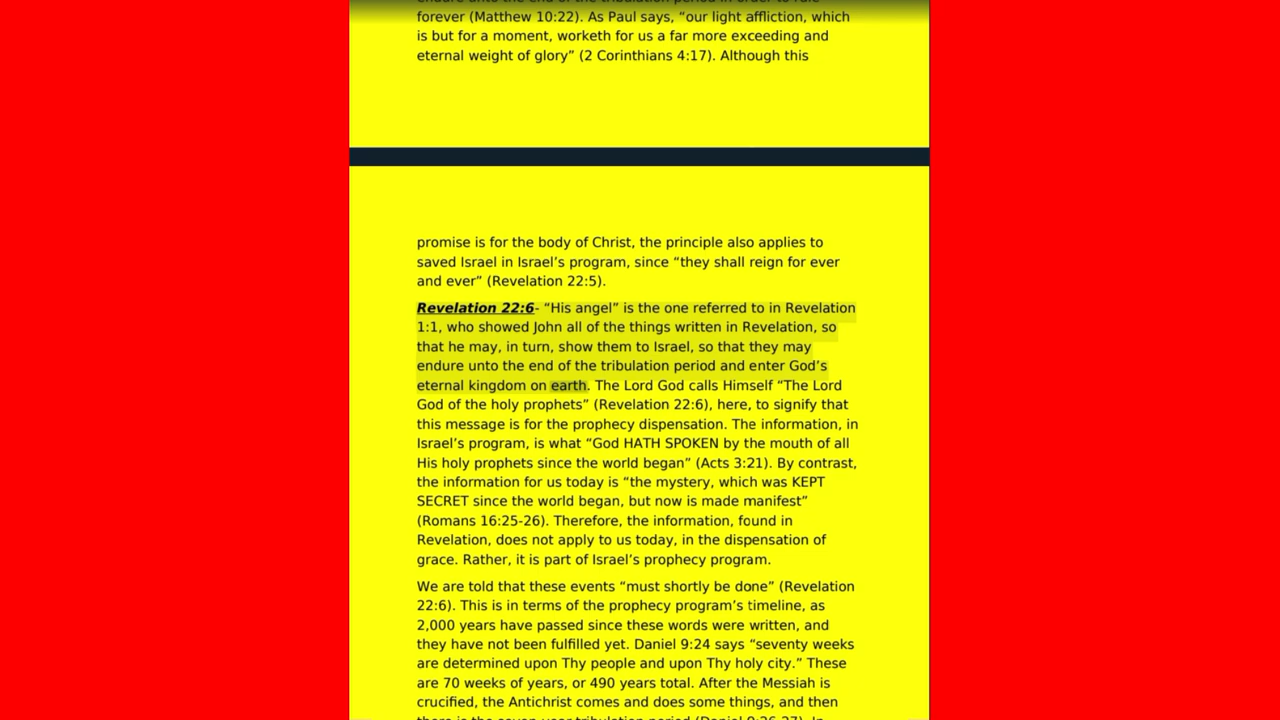 forever (Matthew 10:22). As Paul says, “our light affliction, which
is but for a moment, worketh for us a far more exceeding and
eternal weight of glory” (2 Corinthians 4:17). Although this
promise is for the body of Christ, the principle also applies to
saved Israel in Israel’s program, since “they shall reign for ever
and ever” (Revelation 22:5).
Revelation 22:6- “His angel” is the one referred to in Revelation
1:1, who showed John all of the things written in Revelation, so
that he may, in turn, show them to Israel, so that they may
endure unto the end of the tribulation period and enter God’s
eternal kingdom on earth. The Lord God calls Himself “The Lord
God of the holy prophets” (Revelation 22:6), here, to signify that
this message is for the prophecy dispensation. The information, in
Israel’s program, is what “God HATH SPOKEN by the mouth of all
His holy prophets since the world began” (Acts 3:21). By contrast,
the information for us today is “the mystery, which was KEPT
SECRET since the world began, but now is made manifest”
(Romans 16:25-26). Therefore, the information, found in
Revelation, does not apply to us today, in the dispensation of
grace. Rather, it is part of Israel’s prophecy program.
We are told that these events “must shortly be done” (Revelation
22:6). This is in terms of the prophecy program’s timeline, as
2,000 years have passed since these words were written, and
they have not been fulfilled yet. Daniel 9:24 says “seventy weeks
are determined upon Thy people and upon Thy holy city.” These
are 70 weeks of years, or 490 years total. After the Messiah is
crucified, the Antichrist comes and does some things, and then